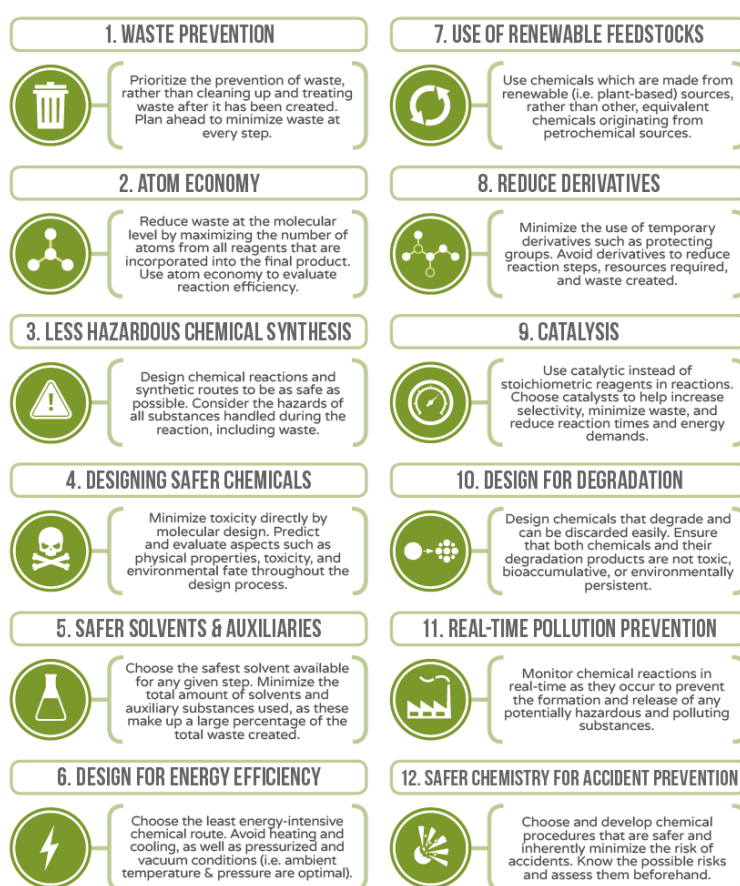 1. WASTE PREVENTION
Prioritize the prevention of waste,
rather than cleaning up and treating
waste after it has been created.
Plan ahead to minimize waste at
every step.
2. ATOM ECONOMY
Reduce waste at the molecular
level by maximizing the number of
atoms from all reagents that are
incorporated into the final product.
Use atom economy to evaluate
reaction efficiency.
3. LESS HAZARDOUS CHEMICAL SYNTHESIS
Design chemical reactions and
synthetic routes to be as safe as
possible. Consider the hazards of
all substances handled during the
reaction, including waste.
4. DESIGNING SAFER CHEMICALS
Minimize toxicity directly by
molecular design. Predict
and evaluate aspects such as
physical properties, toxicity, and
environmental fate throughout the
design process.
5. SAFER SOLVENTS & AUXILIARIES
Choose the safest solvent available
for any given step. Minimize the
total amount of solvents and
auxiliary substances used, as these
make up a large percentage of the
total waste created.
6. DESIGN FOR ENERGY EFFICIENCY
Choose the least energy-intensive
chemical route. Avoid heating and
cooling, as well as pressurized and
vacuum conditions (i.e. ambient
temperature & pressure are optimal).
7. USE OF RENEWABLE FEEDSTOCKS
Use chemicals which are made from
renewable (i.e. plant-based) sources,
rather than other, equivalent
chemicals originating from
petrochemical sources.
8. REDUCE DERIVATIVES
Minimize the use of temporary
derivatives such as protecting
groups. Avoid derivatives to reduce
reaction steps, resources required,
and waste created.
9. CATALYSIS
Use catalytic instead of
stoichiometric reagents in reactions.
Choose catalysts to help increase
selectivity, minimize waste, and
reduce reaction times and energy
demands.
10. DESIGN FOR DEGRADATION
Design chemicals that degrade and
can be discarded easily. Ensure
that both chemicals and their
degradation products are not toxic,
bioaccumulative, or environmentally
persistent.
11. REAL-TIME POLLUTION PREVENTION
Monitor chemical reactions in
real-time as they occur to prevent
the formation and release of any
potentially hazardous and polluting
substances.
12. SAFER CHEMISTRY FOR ACCIDENT PREVENTION
Choose and develop chemical
procedures that are safer and
inherently minimize the risk of
accidents. Know the possible risks
and assess them beforehand.